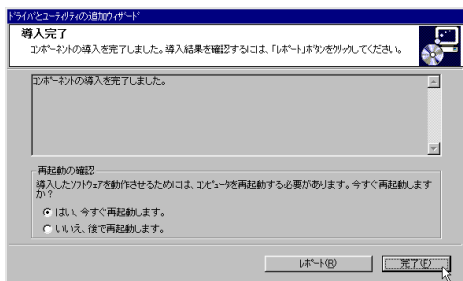 ドライバとユーティリティの追加ウィザード
導入完了
コンポーネントの導入を完了しました。導入結果を確認するには、「レポート」ボタンをクリックしてください。
コンポーネントの導入を完了しました。
再起動の確認
導入したソフトウェアを動作させるためには、コンピュータを再起動する必要があります。今すぐ再起動します
か?
はい、今すぐ再起動します。
いいえ、後で再起動します。
レポート(R)
完了(F)